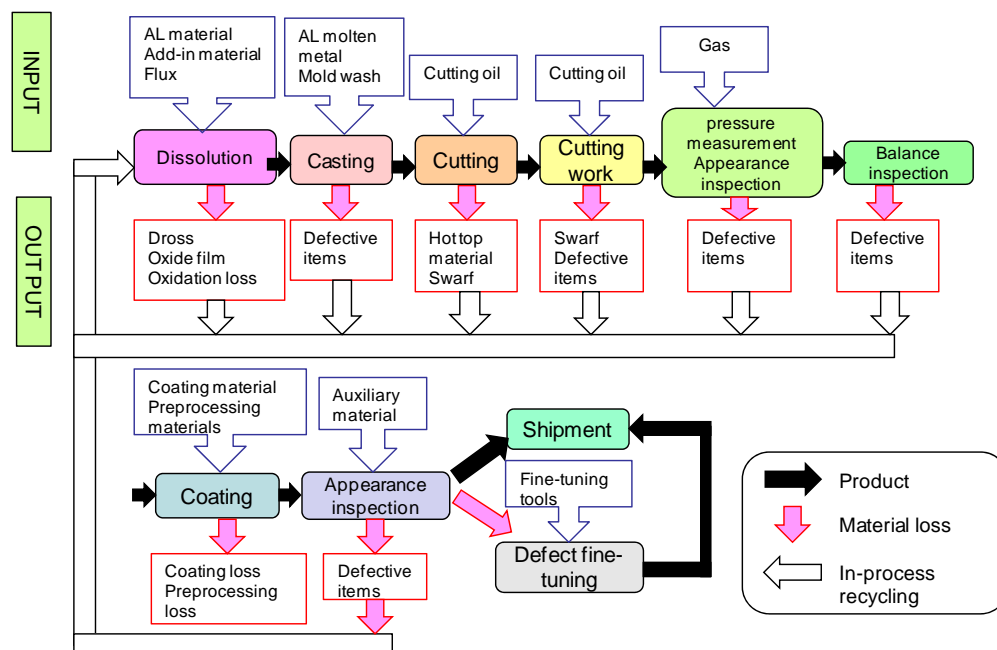 INPUT
AL material
Add-in material
Flux
AL molten
metal
Mold wash
Cutting oil
Cutting oil
Gas
Dissolution
Casting
Cutting
Cutting
work
pressure
measurement
Appearance
inspection
Balance
inspection
OUT PUT
Dross
Oxide film
Oxidation loss
Defective
items
Hot top
material
Swarf
Swarf
Defective
items
Defective
items
Defective
items
Coating material
Preprocessing
materials
Auxiliary
material
Shipment
Fine-tuning
tools
Coating
Appearance
inspection
Defect fine-
tuning
Coating loss
Preprocessing
loss
Defective
items
Product
Material loss
In-process
recycling